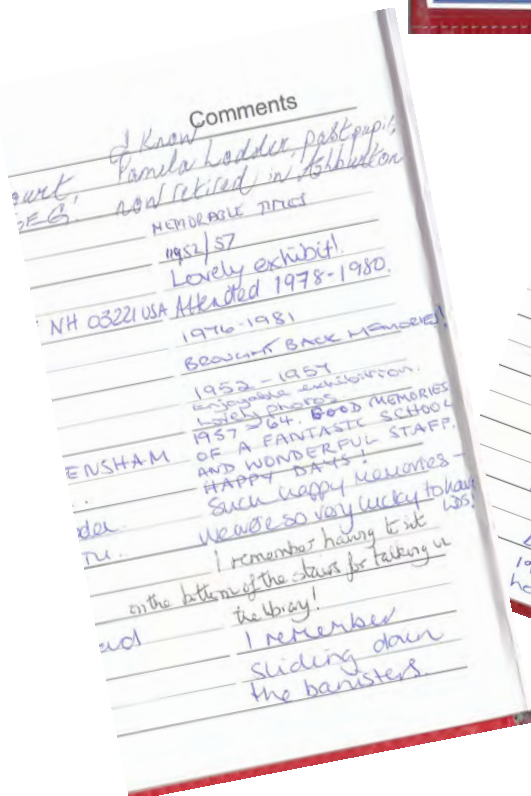 Comments
I Know
ourt. Pamela Hodder, past pupil,
now retired in Ashburton
MEMORABLE TIMES
1952/57
Lovely exhibit!
NH 03221 USA Attended 1978-1980.
1976-1981
BROUGHT BACK MEMORIES!
1952-1957
Enjoyable exhibition.
Lovely photos
1957 > 64. GOOD MEMORIES
ENSHAM OF A FANTASTIC SCHOOL
AND WONDERFUL STAFF.
HAPPY DAYS!
Such happy memories -
We were so very lucky to have
LDS!
I remember having to sit
on the bottom of the stairs for talking in
the library!
I remember
sliding down
the banisters.